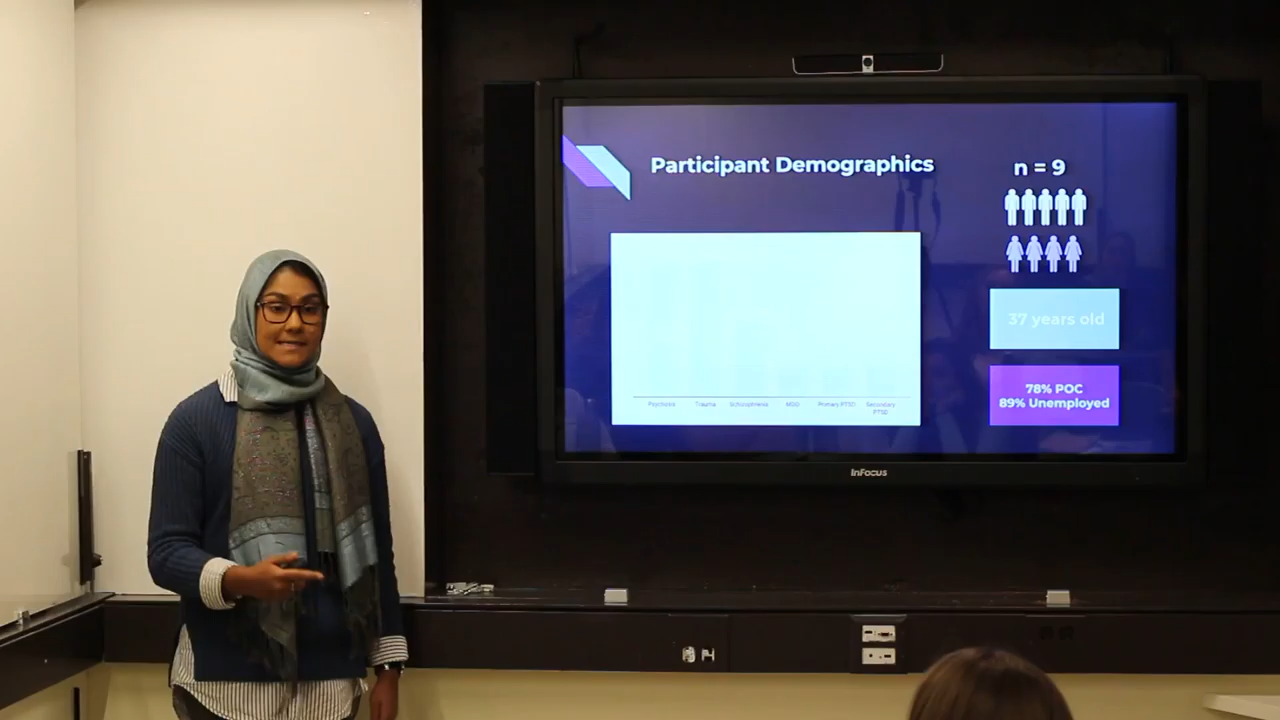 Participant Demographics
n = 9
37 years old
78% POC
89% Unemployed
Psychosis
Trauma
Schizophrenia
MDD
Primary PTSD
Secondary
PTSD
InFocus